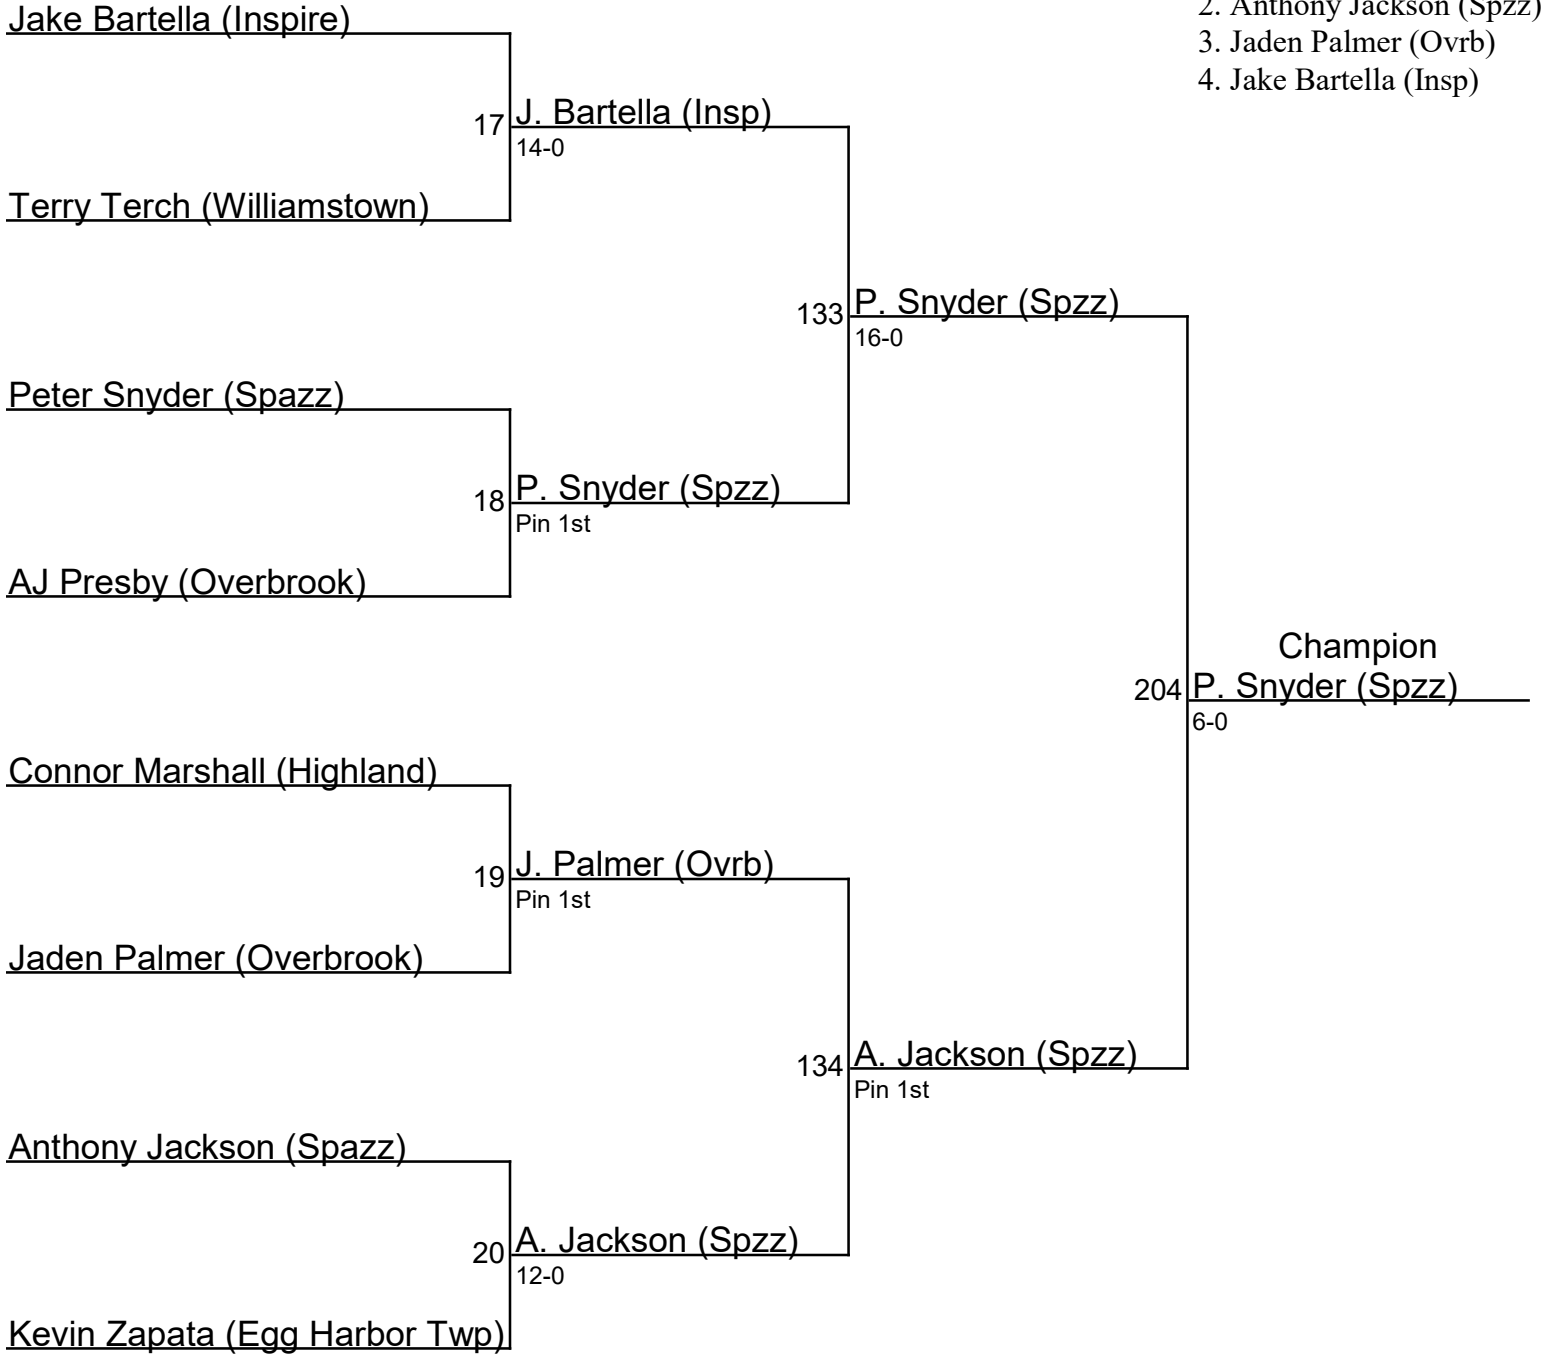 Jake Bartella (Inspire)
2. Anthony Jackson (Spzz)
3. Jaden Palmer (Ovrb)
4. Jake Bartella (Insp)
17
J. Bartella (Insp)
14-0
Terry Terch (Williamstown)
133
P. Snyder (Spzz)
16-0
Peter Snyder (Spazz)
18
P. Snyder (Spzz)
Pin 1st
AJ Presby (Overbrook)
Champion
204
P. Snyder (Spzz)
6-0
Connor Marshall (Highland)
19
J. Palmer (Ovrb)
Pin 1st
Jaden Palmer (Overbrook)
134
A. Jackson (Spzz)
Pin 1st
Anthony Jackson (Spazz)
20
A. Jackson (Spzz)
12-0
Kevin Zapata (Egg Harbor Twp)